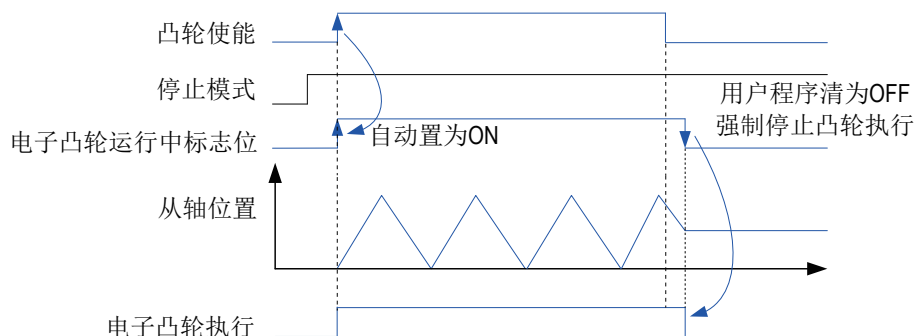 凸轮使能
停止模式
用户程序清为OFF
强制停止凸轮执行
电子凸轮运行中标志位
自动置为ON
从轴位置
电子凸轮执行